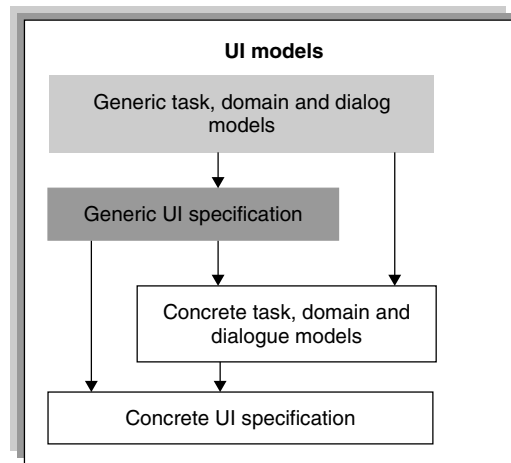 UI models
Generic task, domain and dialog
models
Generic UI specification
Concrete task, domain and
dialogue models
Concrete UI specification